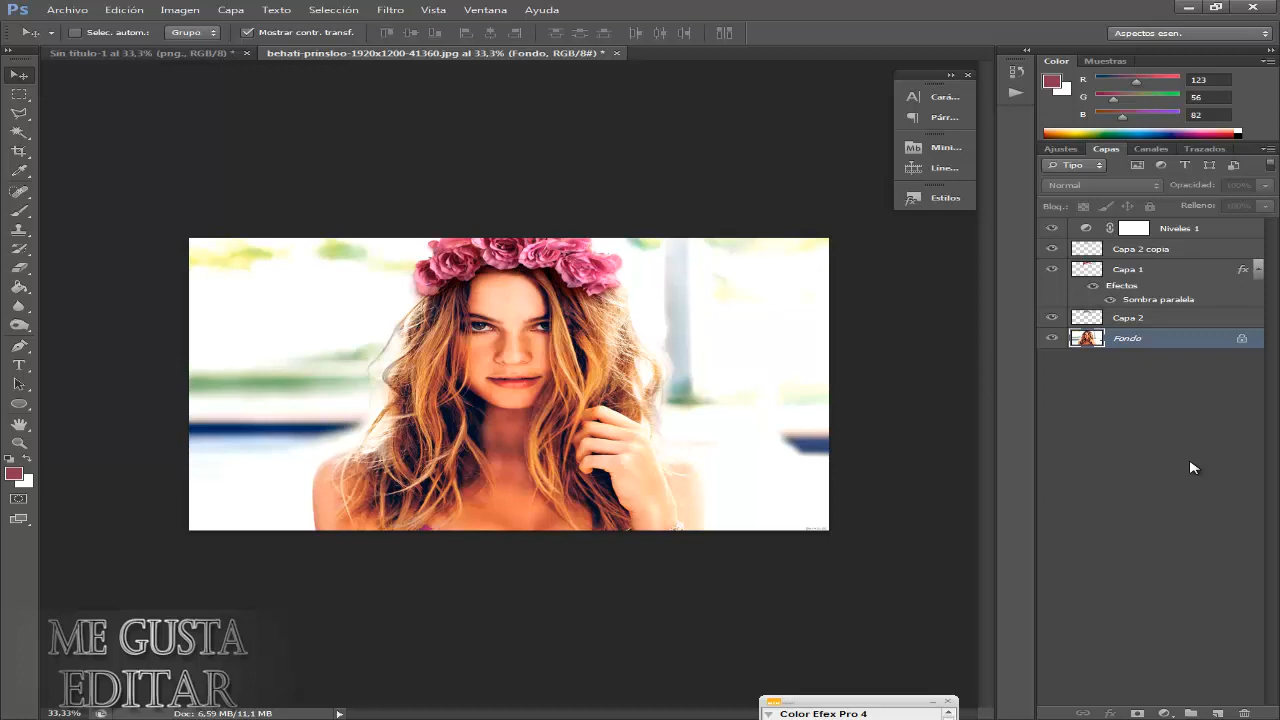 Ps Archivo Edición Imagen Capa Texto Selección Filtro Vista Ventana Ayuda
Selec. autom.: Grupo Mostrar contr. transf. Aspectos esen.
Sin título-1 al 33,3% (png., RGB/8) * × behati-prinsloo-1920x1200-41360.jpg al 33,3% (Fondo, RGB/8#) * ×
Color Muestras
R 123
G 56
B 82
Cará...
Párr...
Mb Mini...
Líne...
Estilos
Ajustes Capas Canales Trazados
Tipo
Normal Opacidad: 100%
Bloq.: Relleno: 100%
Niveles 1
Capa 2 copia
Capa 1 fx
Efectos
Sombra paralela
Capa 2
Fondo
ME GUSTA
EDITAR
33,33% Doc: 6,59 MB/11,1 MB
Color Efex Pro 4